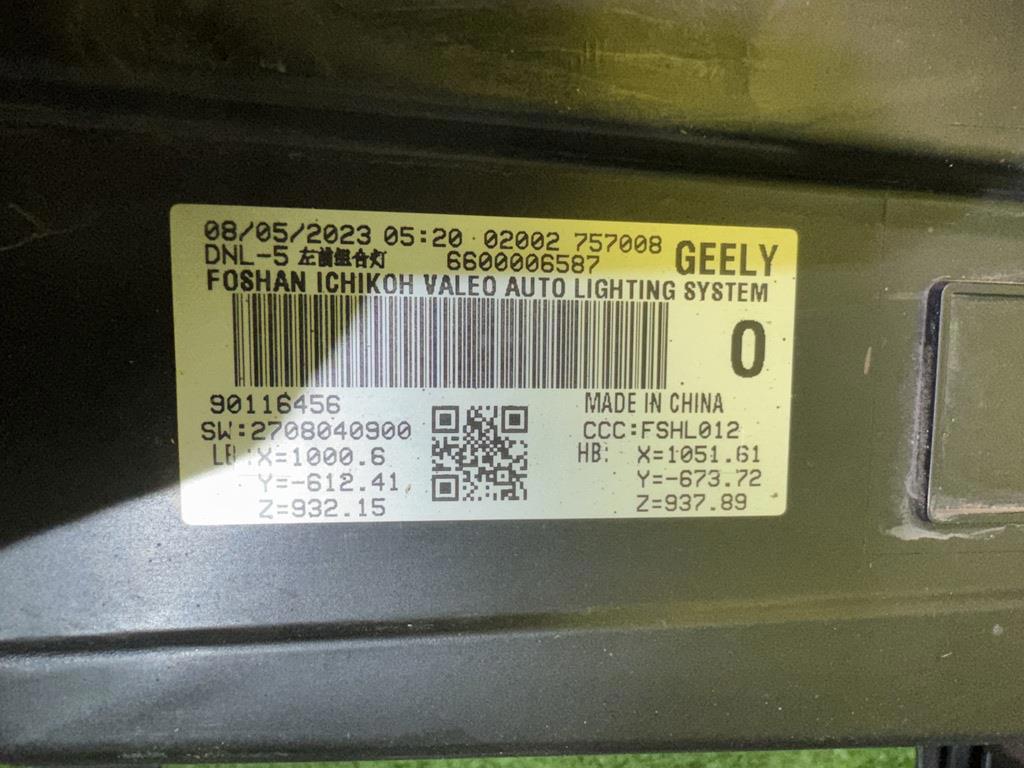 08/05/2023 05:20 02002 757008
DNL-5 左前组合灯 6600006587 GEELY
FOSHAN ICHIKOH VALEO AUTO LIGHTING SYSTEM
0
90116456 MADE IN CHINA
SW:2708040900 CCC:FSHL012
LB:X=1000.6 HB: X=1051.61
Y=-612.41 Y=-673.72
Z=932.15 Z=937.89